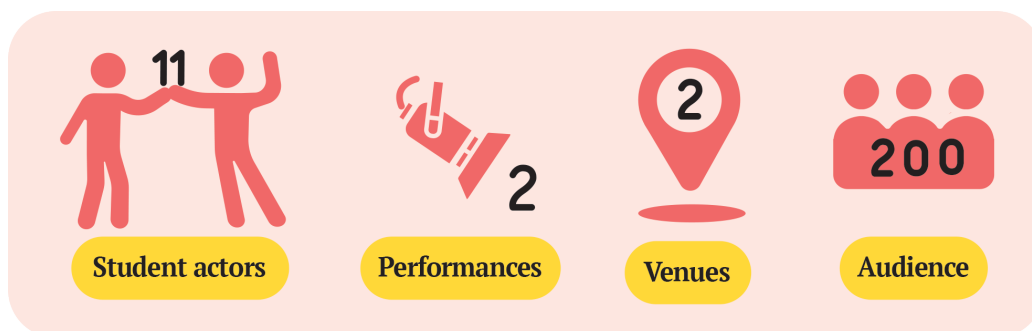 11
2
2
200
Student actors
Performances
Venues
Audience